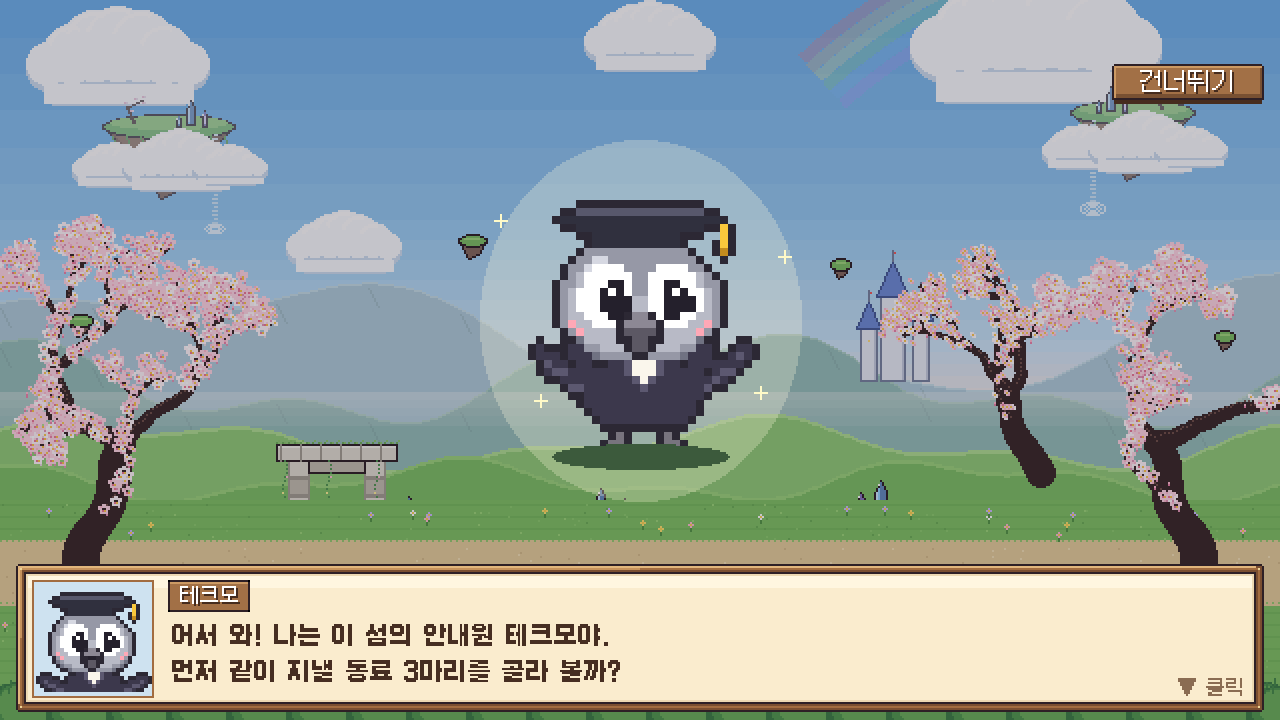 건너뛰기
테크모
어서 와! 나는 이 섬의 안내원 테크모야.
먼저 같이 지낼 동료 3마리를 골라 볼까?
▼ 클릭